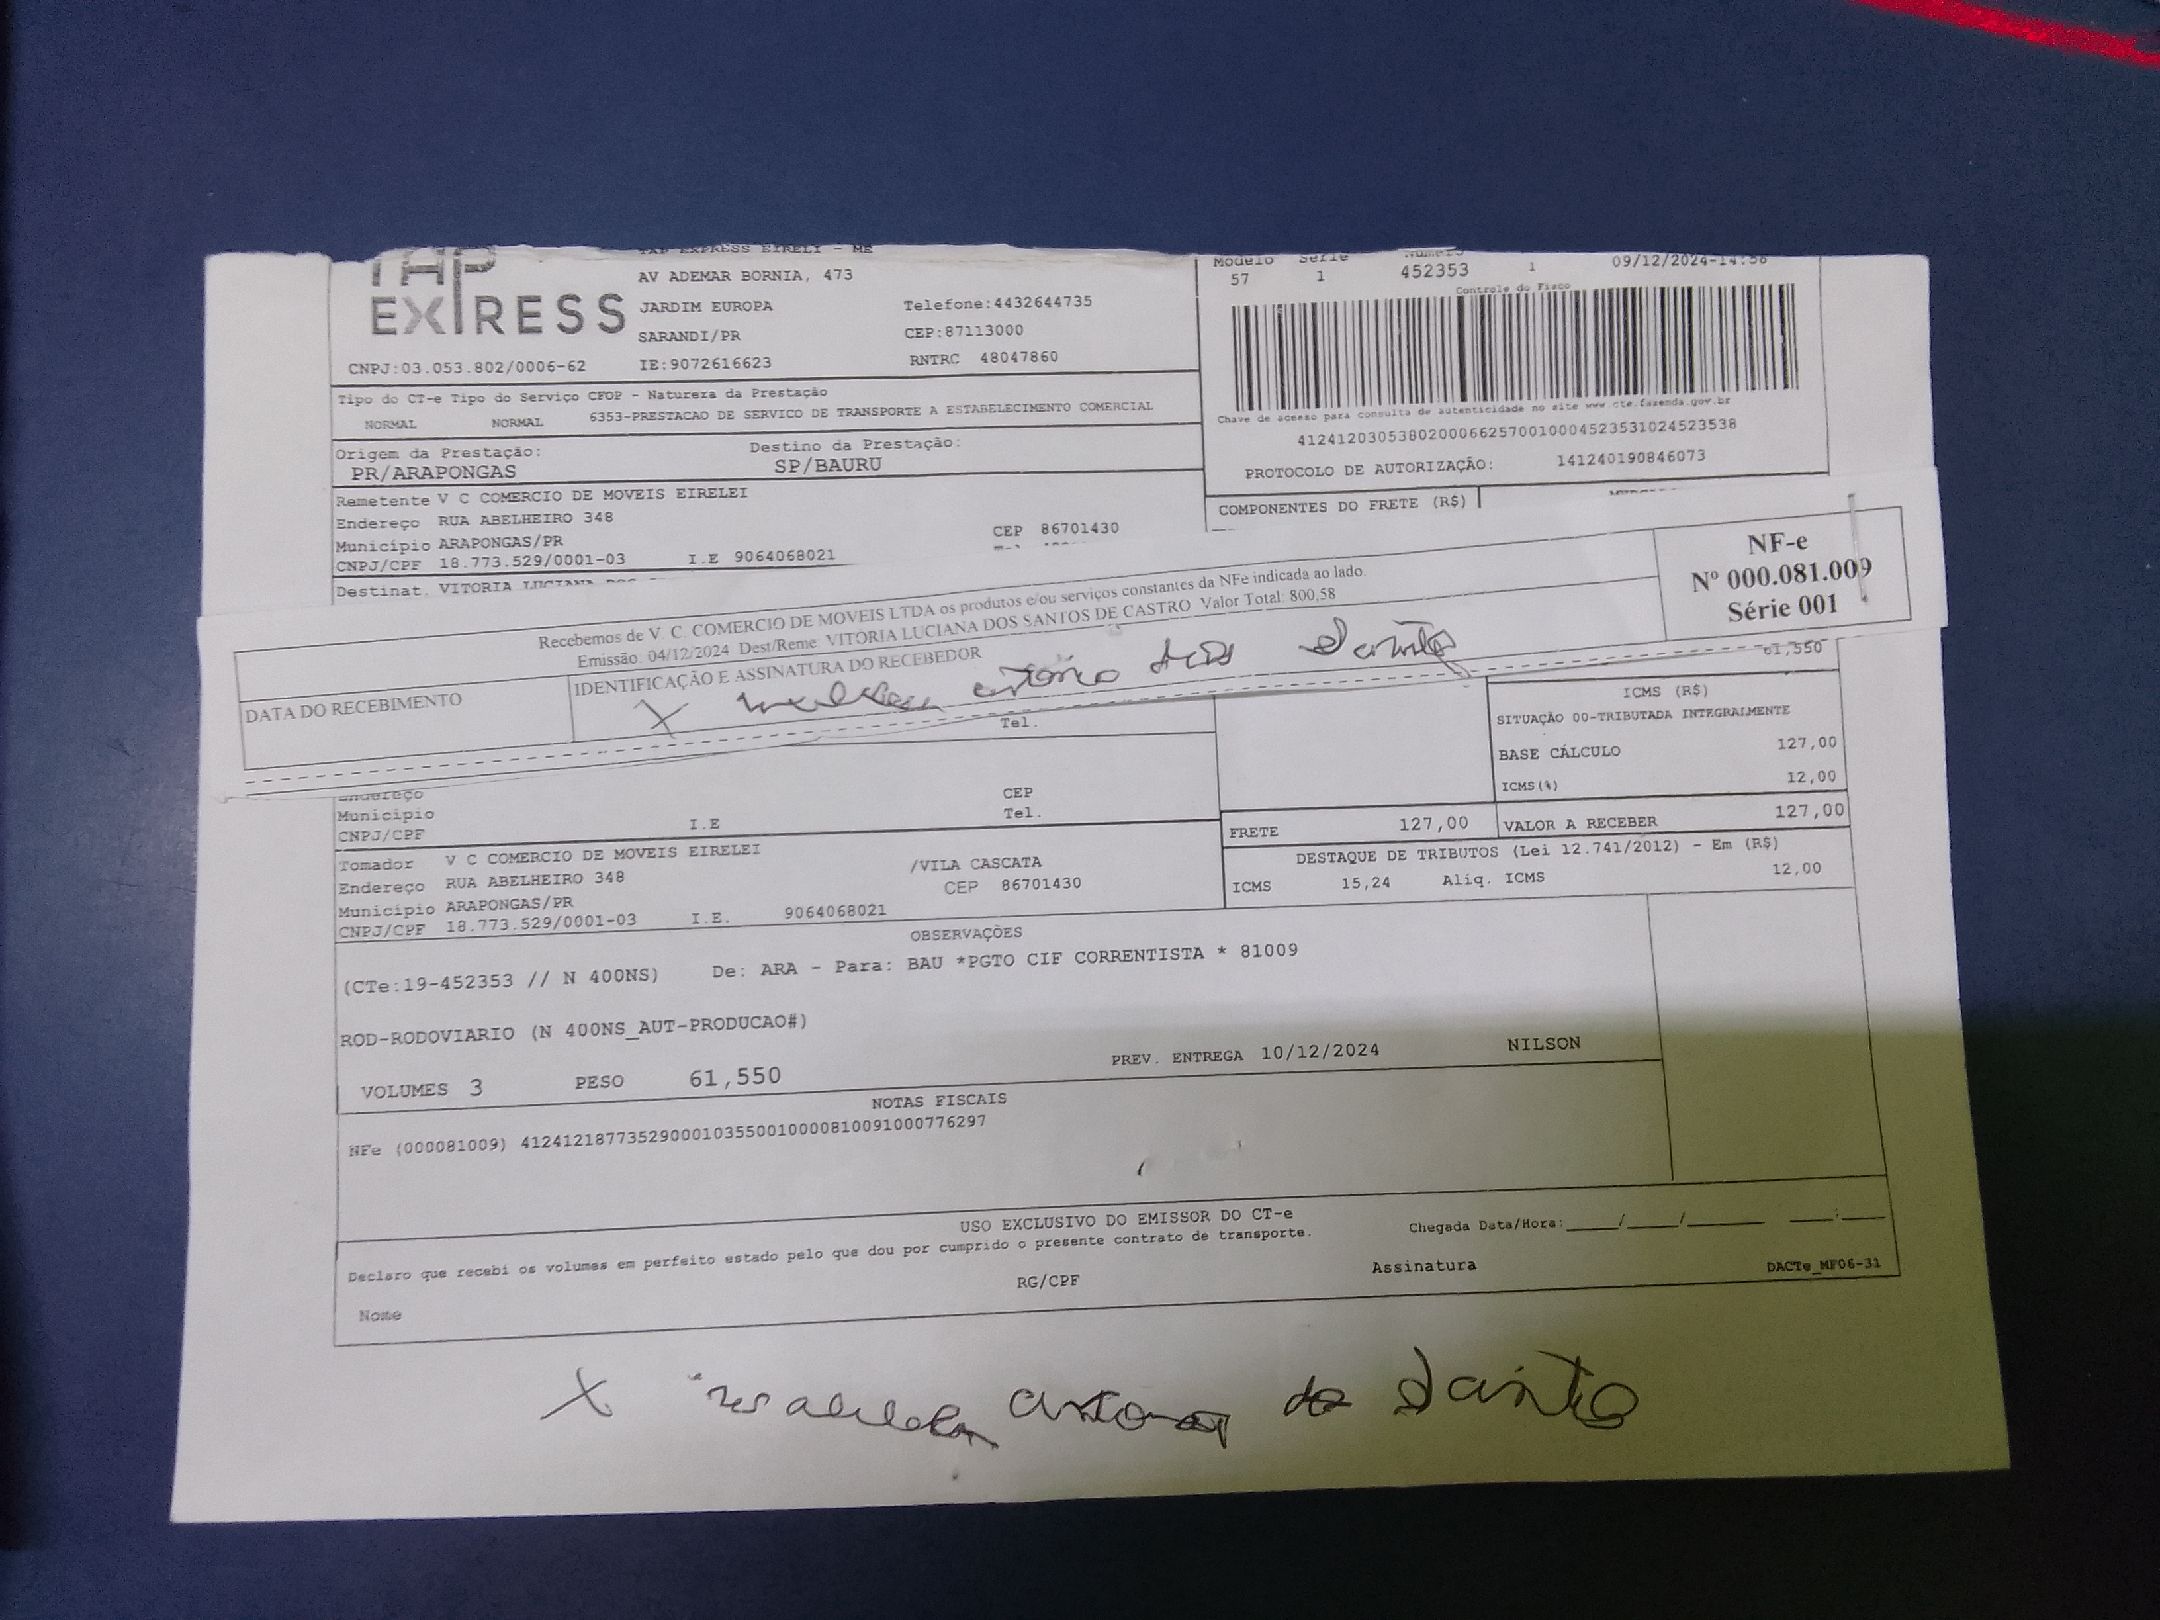 TAP EXPRESS EIRELI - ME
TAP
EXPRESS
AV ADEMAR BORNIA, 473
JARDIM EUROPA
Telefone:4432644735
SARANDI/PR
CEP:87113000
CNPJ:03.053.802/0006-62
IE:9072616623
RNTRC 48047860
Modelo Serie Número
57 1 452353 1 09/12/2024-14:56
Controle do Fisco
Chave de acesso para consulta de autenticidade no site www.cte.fazenda.gov.br
41241203053802000662570010004523531024523538
PROTOCOLO DE AUTORIZAÇÃO: 141240190846073
COMPONENTES DO FRETE (R$)
Tipo do CT-e Tipo do Serviço CFOP - Natureza da Prestação
NORMAL NORMAL 6353-PRESTACAO DE SERVICO DE TRANSPORTE A ESTABELECIMENTO COMERCIAL
Origem da Prestação: Destino da Prestação:
PR/ARAPONGAS SP/BAURU
Remetente V C COMERCIO DE MOVEIS EIRELEI
Endereço RUA ABELHEIRO 348
Município ARAPONGAS/PR CEP 86701430
CNPJ/CPF 18.773.529/0001-03 I.E 9064068021
Destinat. VITORIA LUCIANA DOS
Recebemos de V. C. COMERCIO DE MOVEIS LTDA os produtos e/ou serviços constantes da NFe indicada ao lado.
Emissão: 04/12/2024 Dest/Reme: VITORIA LUCIANA DOS SANTOS DE CASTRO Valor Total: 800,58
DATA DO RECEBIMENTO
IDENTIFICAÇÃO E ASSINATURA DO RECEBEDOR
X
NF-e
Nº 000.081.009
Série 001
61,550
Tel.
ICMS (R$)
SITUAÇÃO 00-TRIBUTADA INTEGRALMENTE
BASE CÁLCULO 127,00
ICMS(%) 12,00
FRETE 127,00 VALOR A RECEBER 127,00
DESTAQUE DE TRIBUTOS (Lei 12.741/2012) - Em (R$)
ICMS 15,24 Aliq. ICMS 12,00
Endereço CEP
Município Tel.
CNPJ/CPF I.E
Tomador V C COMERCIO DE MOVEIS EIRELEI
Endereço RUA ABELHEIRO 348 /VILA CASCATA
Município ARAPONGAS/PR CEP 86701430
CNPJ/CPF 18.773.529/0001-03 I.E. 9064068021
OBSERVAÇÕES
(CTe:19-452353 // N 400NS) De: ARA - Para: BAU *PGTO CIF CORRENTISTA * 81009
ROD-RODOVIARIO (N 400NS_AUT-PRODUCAO#)
VOLUMES 3 PESO 61,550 PREV. ENTREGA 10/12/2024 NILSON
NOTAS FISCAIS
NFe (000081009) 41241218773529000103550010000810091000776297
USO EXCLUSIVO DO EMISSOR DO CT-e
Declaro que recebi os volumes em perfeito estado pelo que dou por cumprido o presente contrato de transporte.
Chegada Data/Hora:____/____/______ ____:____
Nome RG/CPF Assinatura DACTe_MF06-31
X